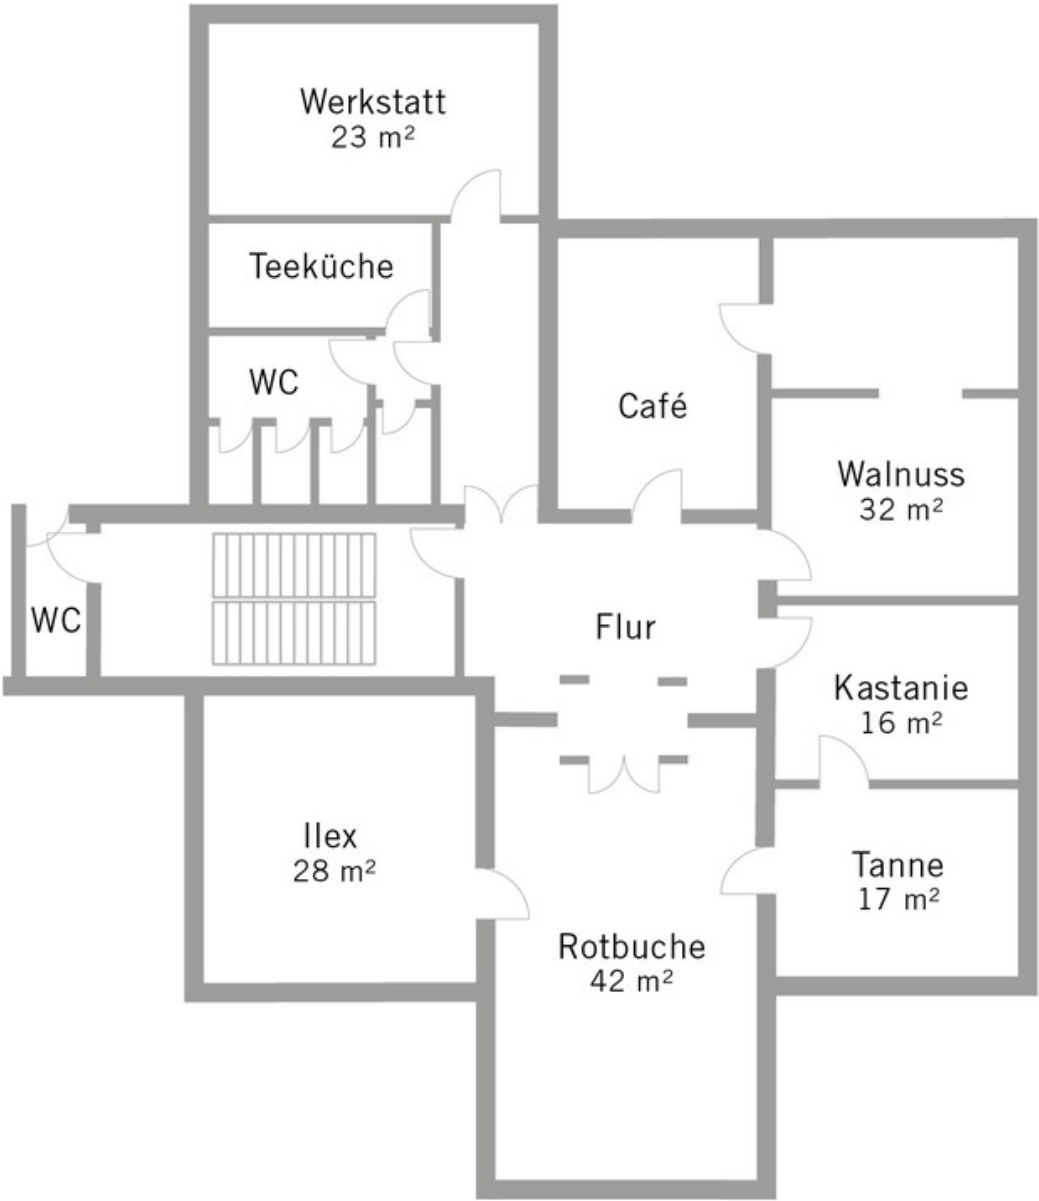 Werkstatt
23 m²
Teeküche
WC
Café
Walnuss
32 m²
WC
Flur
Kastanie
16 m²
Ilex
28 m²
Tanne
17 m²
Rotbuche
42 m²